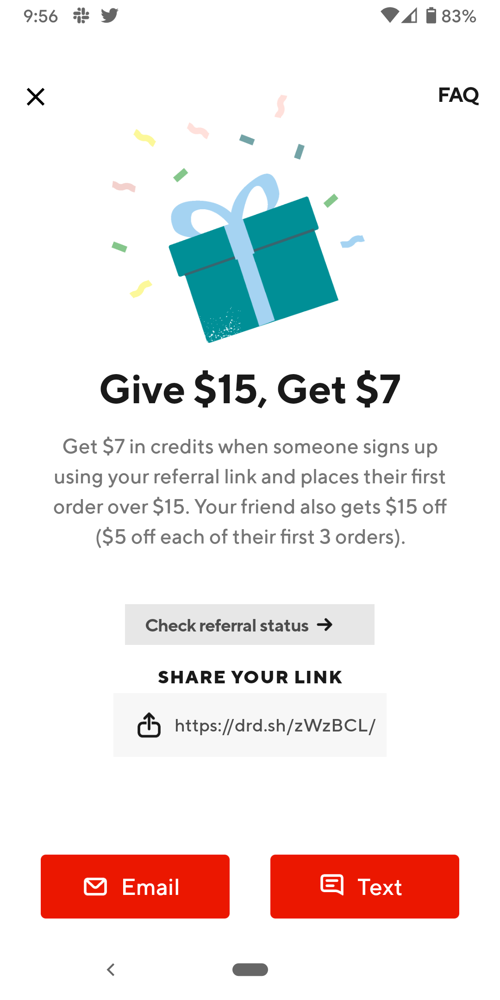 9:56
83%
FAQ
Give $15, Get $7
Get $7 in credits when someone signs up
using your referral link and places their first
order over $15. Your friend also gets $15 off
($5 off each of their first 3 orders).
Check referral status →
SHARE YOUR LINK
https://drd.sh/zWzBCL/
Email
Text